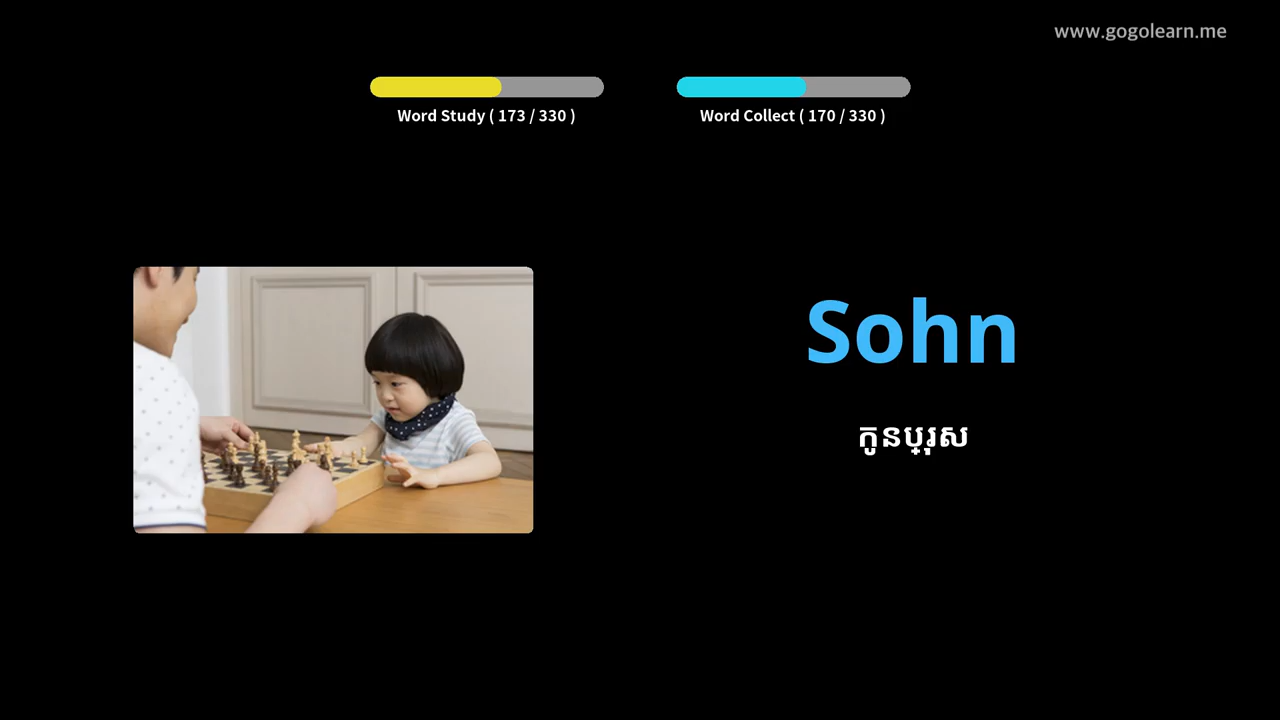 www.gogolearn.me
Word Study ( 173 / 330 )
Word Collect ( 170 / 330 )
Sohn
កូនប្រុស